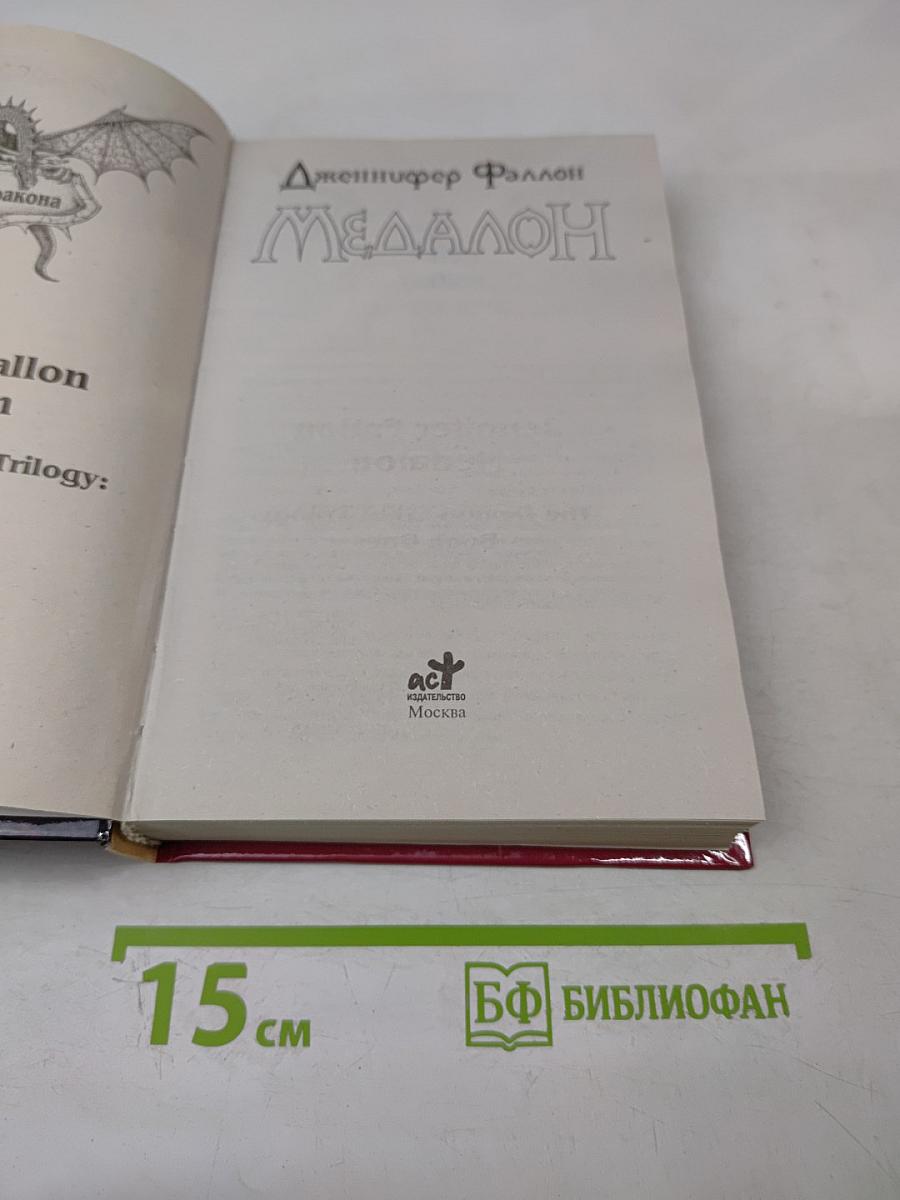 ракона
allon
n
Trilogy:
Дженнифер Фэллон
МЕДАЛОН
аст
ИЗДАТЕЛЬСТВО
Москва
15 см
БФ БИБЛИОФАН